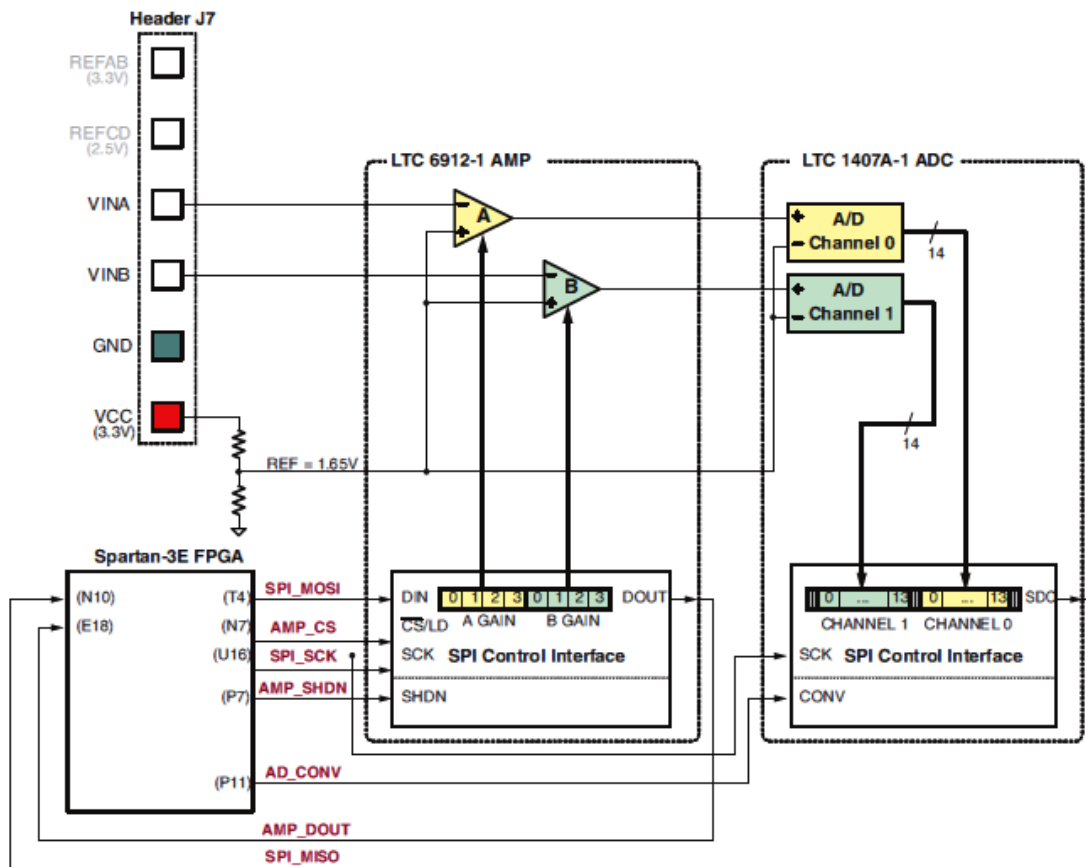 Header J7
REFAB
(3.3V)
REFCD
(2.5V)
VINA
VINB
GND
VCC
(3.3V)
REF = 1.65V
LTC 6912-1 AMP
- A +
- B +
LTC 1407A-1 ADC
+ A/D
- Channel 0
14
+ A/D
- Channel 1
14
Spartan-3E FPGA
(N10)
(E18)
(T4)
(N7)
(U16)
(P7)
(P11)
SPI_MOSI
AMP_CS
SPI_SCK
AMP_SHDN
AD_CONV
AMP_DOUT
SPI_MISO
DIN 0 1 2 3 0 1 2 3 DOUT
CS/LD A GAIN B GAIN
SCK SPI Control Interface
SHDN
0 ... 13 0 ... 13 SDO
CHANNEL 1 CHANNEL 0
SCK SPI Control Interface
CONV